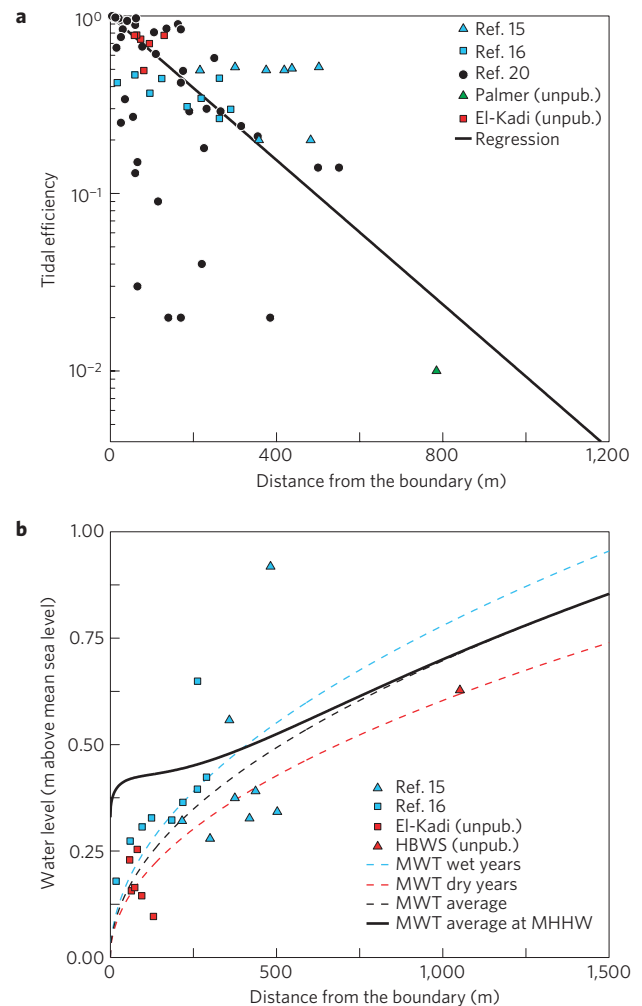 a
10⁰
10⁻¹
10⁻²
Tidal efficiency
Ref. 15
Ref. 16
Ref. 20
Palmer (unpub.)
El-Kadi (unpub.)
Regression
0 400 800 1,200
Distance from the boundary (m)
b
1.00
0.75
0.50
0.25
0.00
Water level (m above mean sea level)
Ref. 15
Ref. 16
El-Kadi (unpub.)
HBWS (unpub.)
MWT wet years
MWT dry years
MWT average
MWT average at MHHW
0 500 1,000 1,500
Distance from the boundary (m)